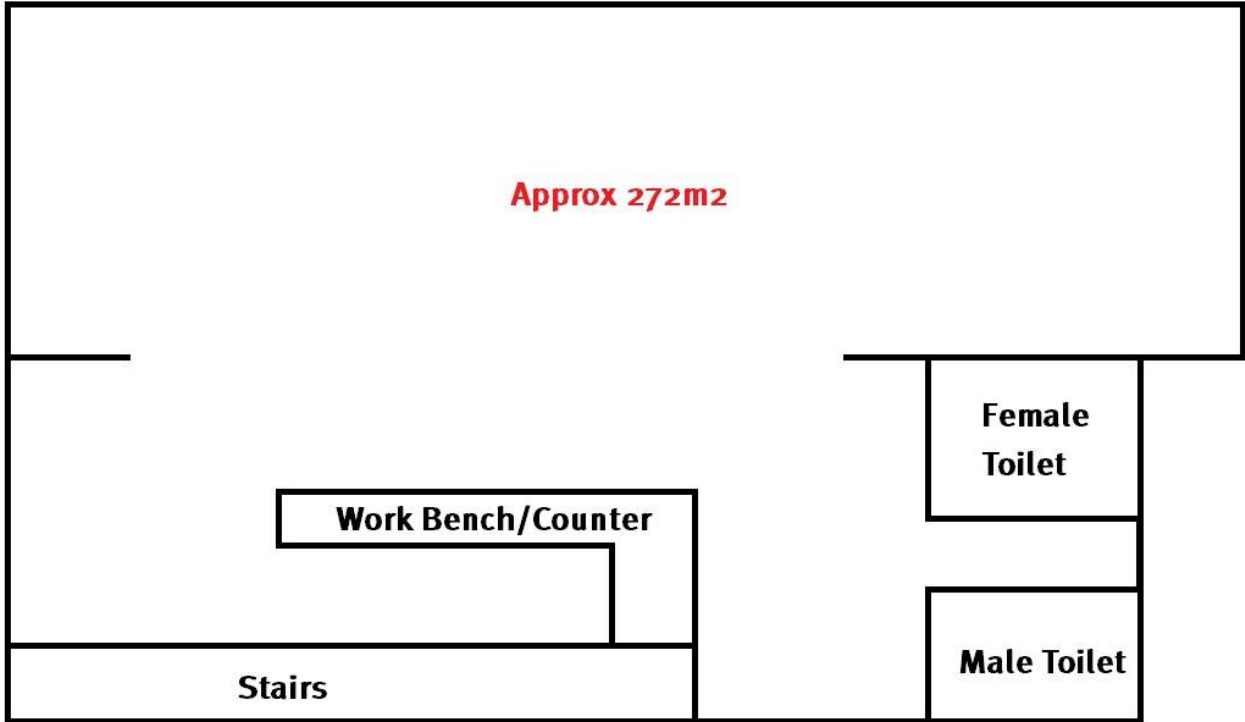 Approx 272m2
Female
Toilet
Work Bench/Counter
Male Toilet
Stairs